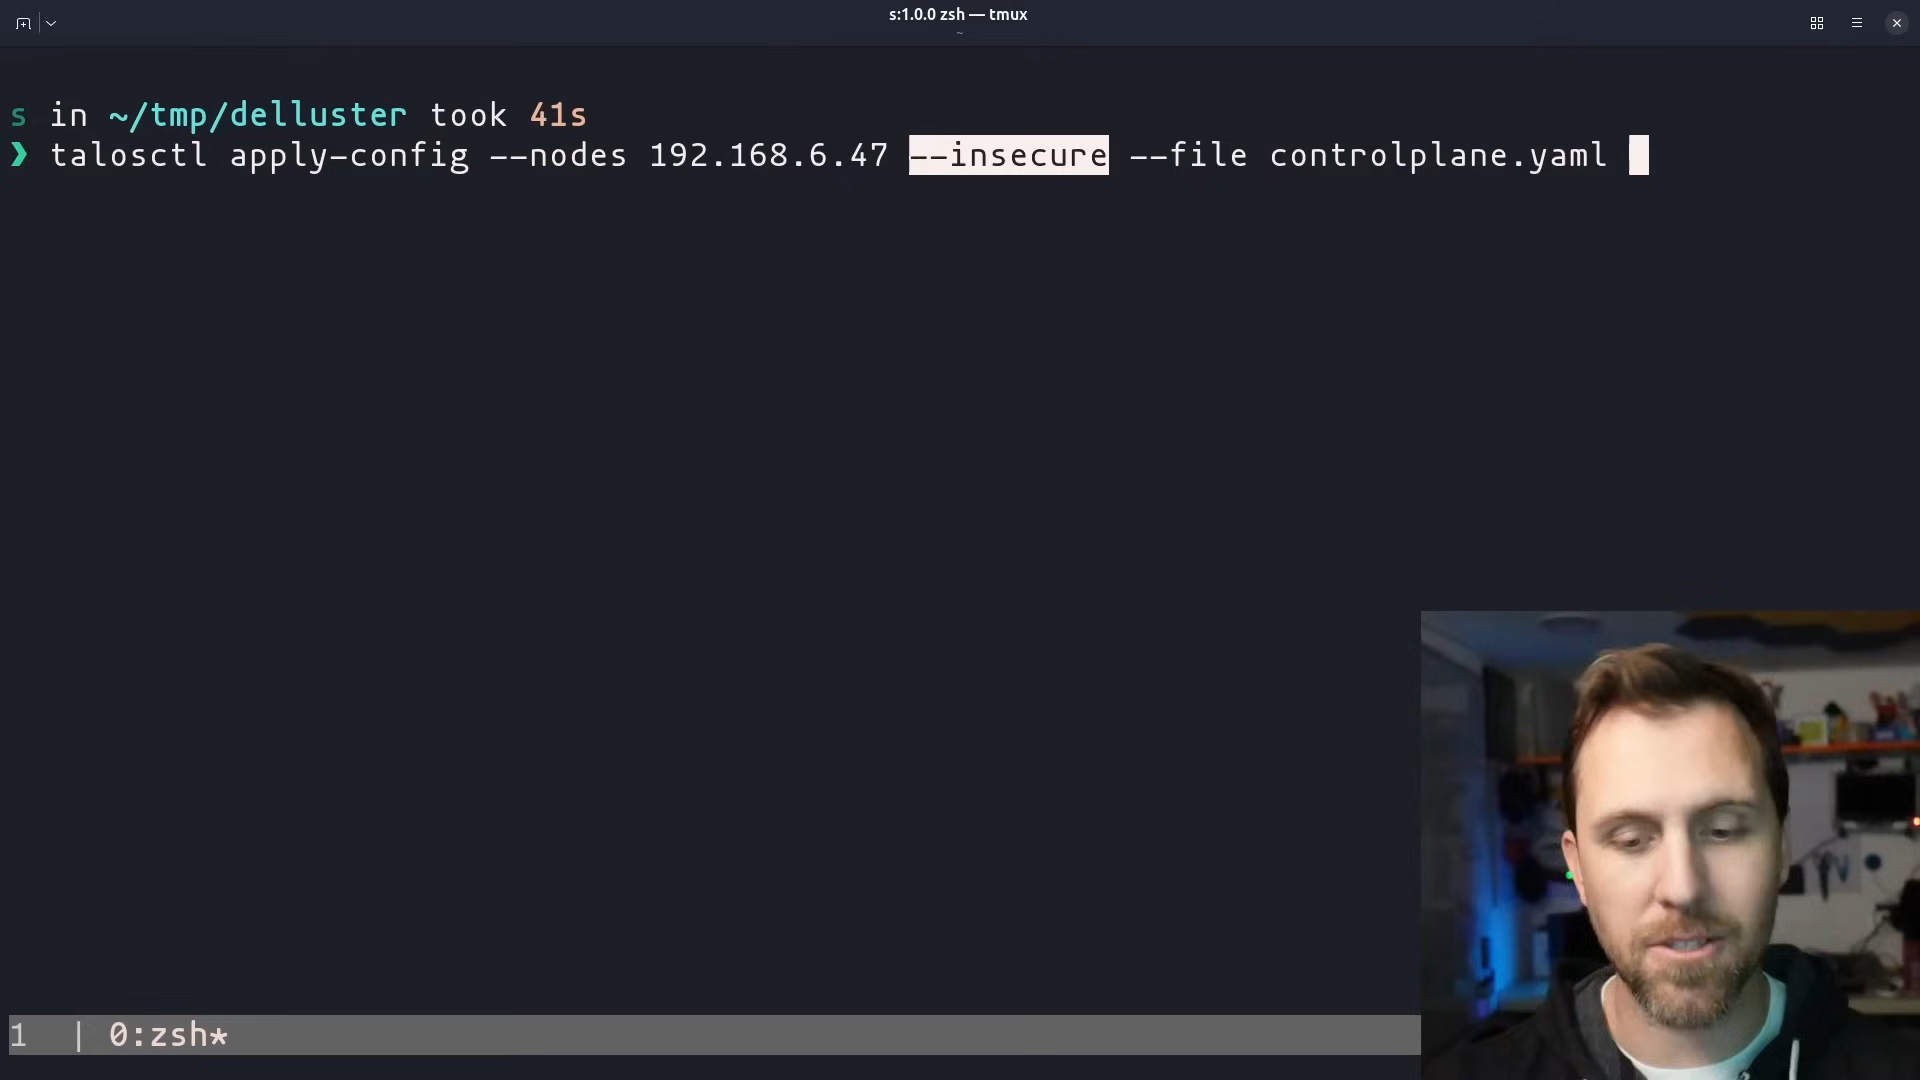 s:1.0.0 zsh — tmux
~
s in ~/tmp/delluster took 41s
❯ talosctl apply-config --nodes 192.168.6.47 --insecure --file controlplane.yaml
1 | 0:zsh*